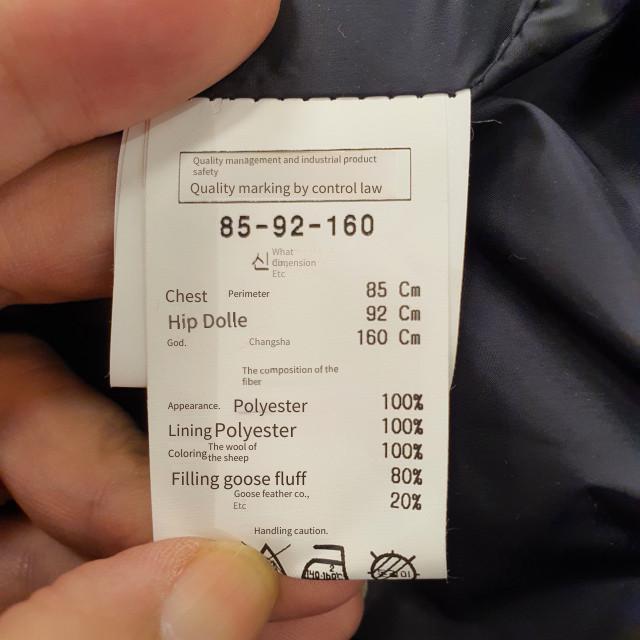 Quality management and industrial product
safety
Quality marking by control law
85-92-160
신 What
dimension
Etc
Chest Perimeter 85 Cm
Hip Dolle 92 Cm
God. Changsha 160 Cm
The composition of the
fiber
Appearance. Polyester 100%
Lining Polyester 100%
Coloring The wool of
the sheep 100%
Filling goose fluff 80%
Goose feather co.,
Etc 20%
Handling caution.